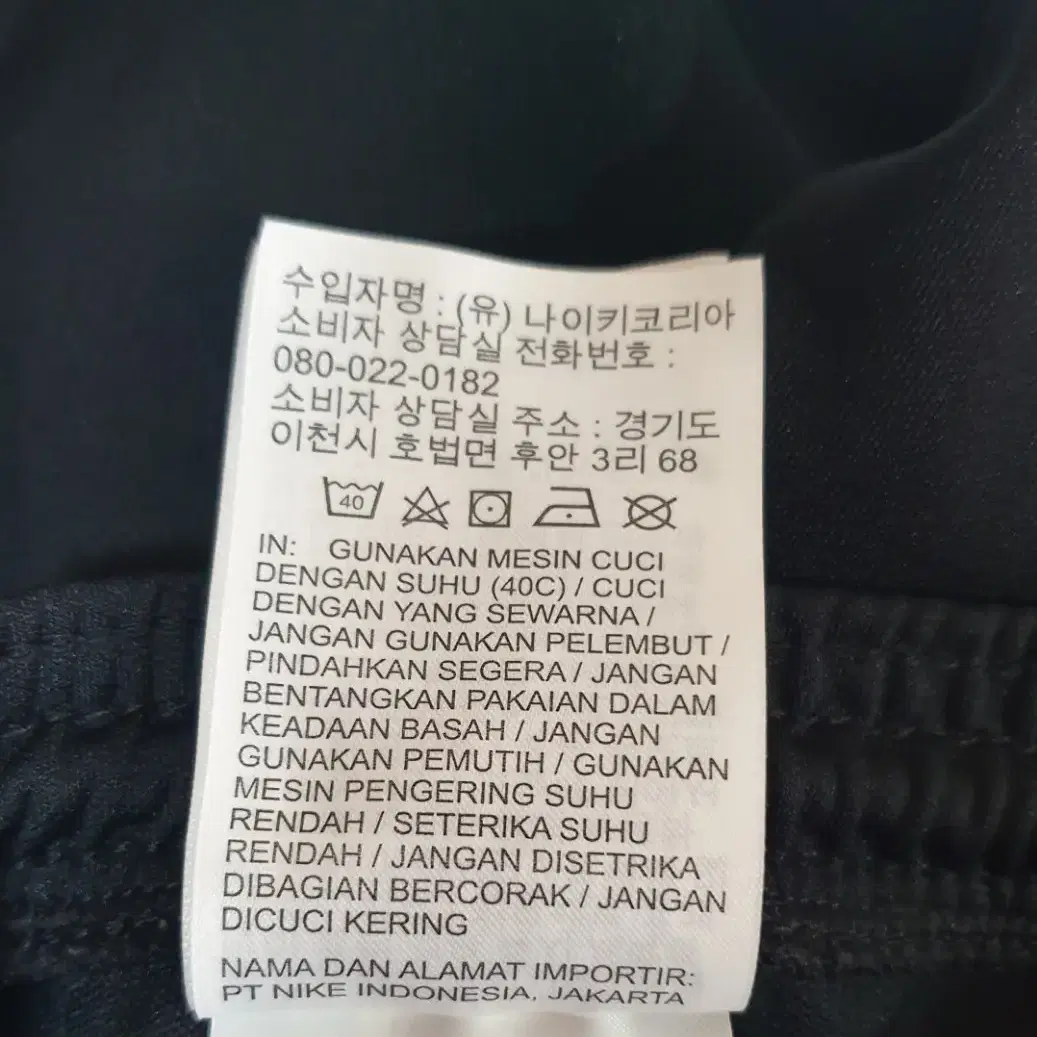 수입자명 : (유) 나이키코리아
소비자 상담실 전화번호 :
080-022-0182
소비자 상담실 주소 : 경기도
이천시 호법면 후안 3리 68
40
IN: GUNAKAN MESIN CUCI
DENGAN SUHU (40C) / CUCI
DENGAN YANG SEWARNA /
JANGAN GUNAKAN PELEMBUT /
PINDAHKAN SEGERA / JANGAN
BENTANGKAN PAKAIAN DALAM
KEADAAN BASAH / JANGAN
GUNAKAN PEMUTIH / GUNAKAN
MESIN PENGERING SUHU
RENDAH / SETERIKA SUHU
RENDAH / JANGAN DISETRIKA
DIBAGIAN BERCORAK / JANGAN
DICUCI KERING
NAMA DAN ALAMAT IMPORTIR:
PT NIKE INDONESIA, JAKARTA